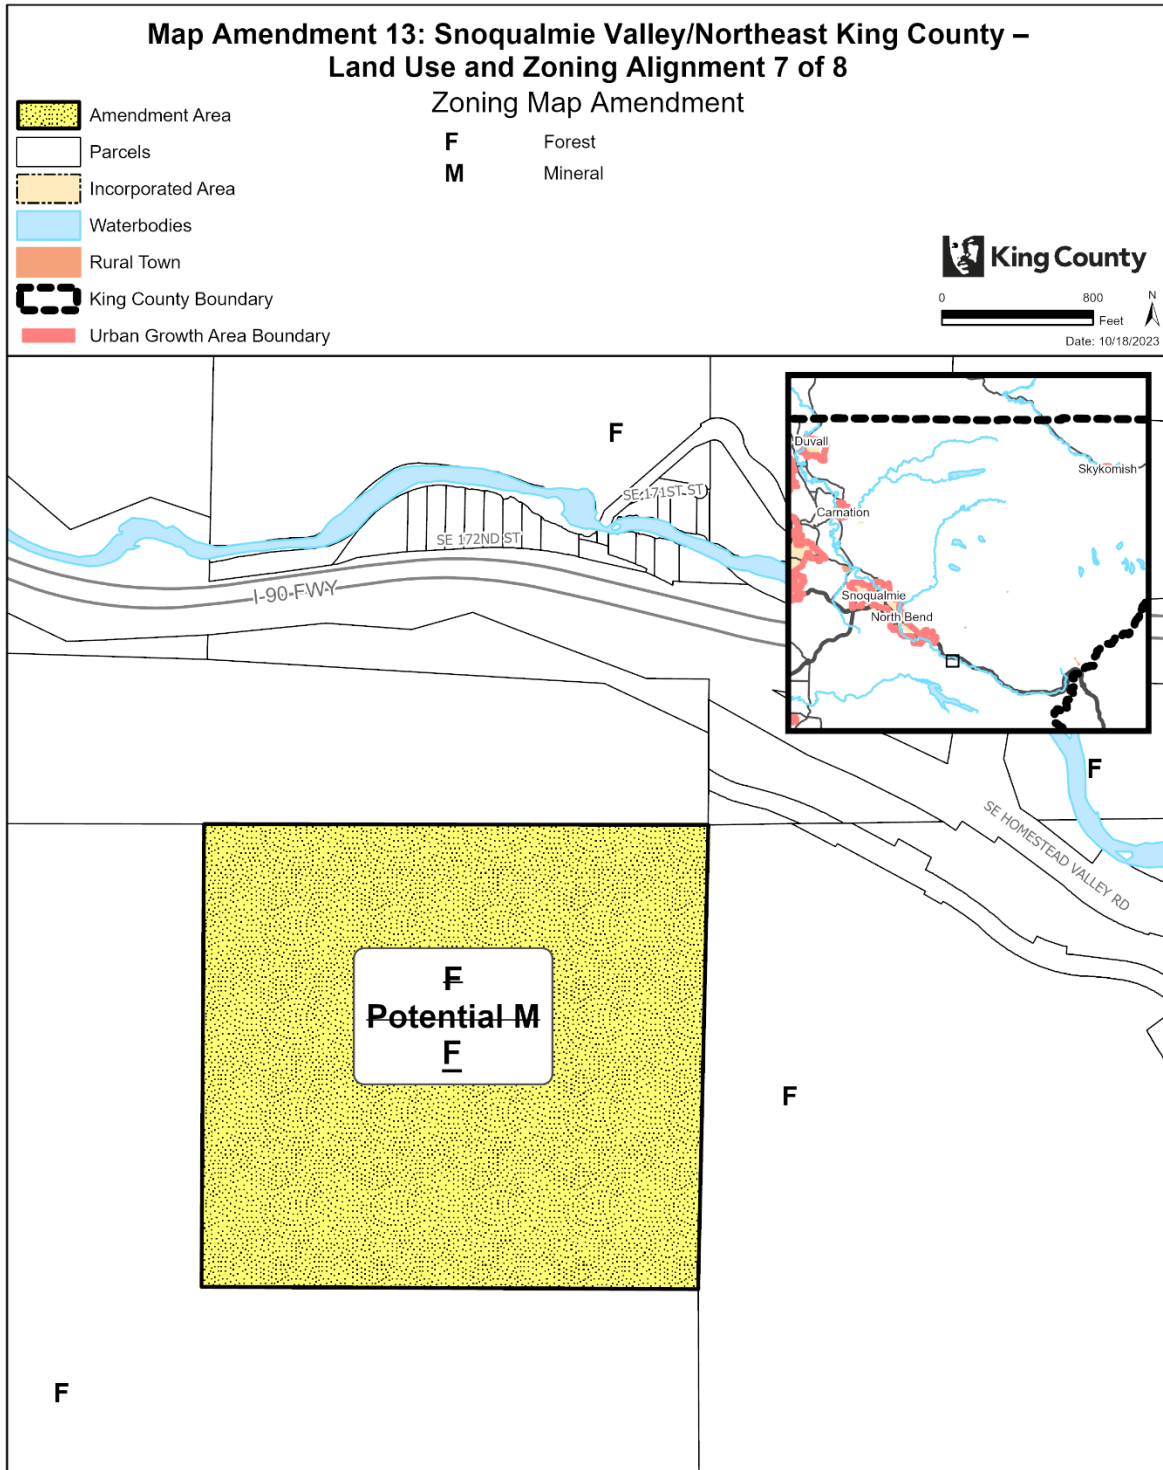 Map Amendment 13: Snoqualmie Valley/Northeast King County –
Land Use and Zoning Alignment 7 of 8
Zoning Map Amendment
Amendment Area
Parcels
Incorporated Area
Waterbodies
Rural Town
King County Boundary
Urban Growth Area Boundary
F Forest
M Mineral
King County
0 800
Feet
N
Date: 10/18/2023
F
SE 171ST ST
SE 172ND ST
I-90 FWY
Duvall
Skykomish
Carnation
Snoqualmie
North Bend
F
SE HOMESTEAD VALLEY RD
F
Potential M
F
F
F